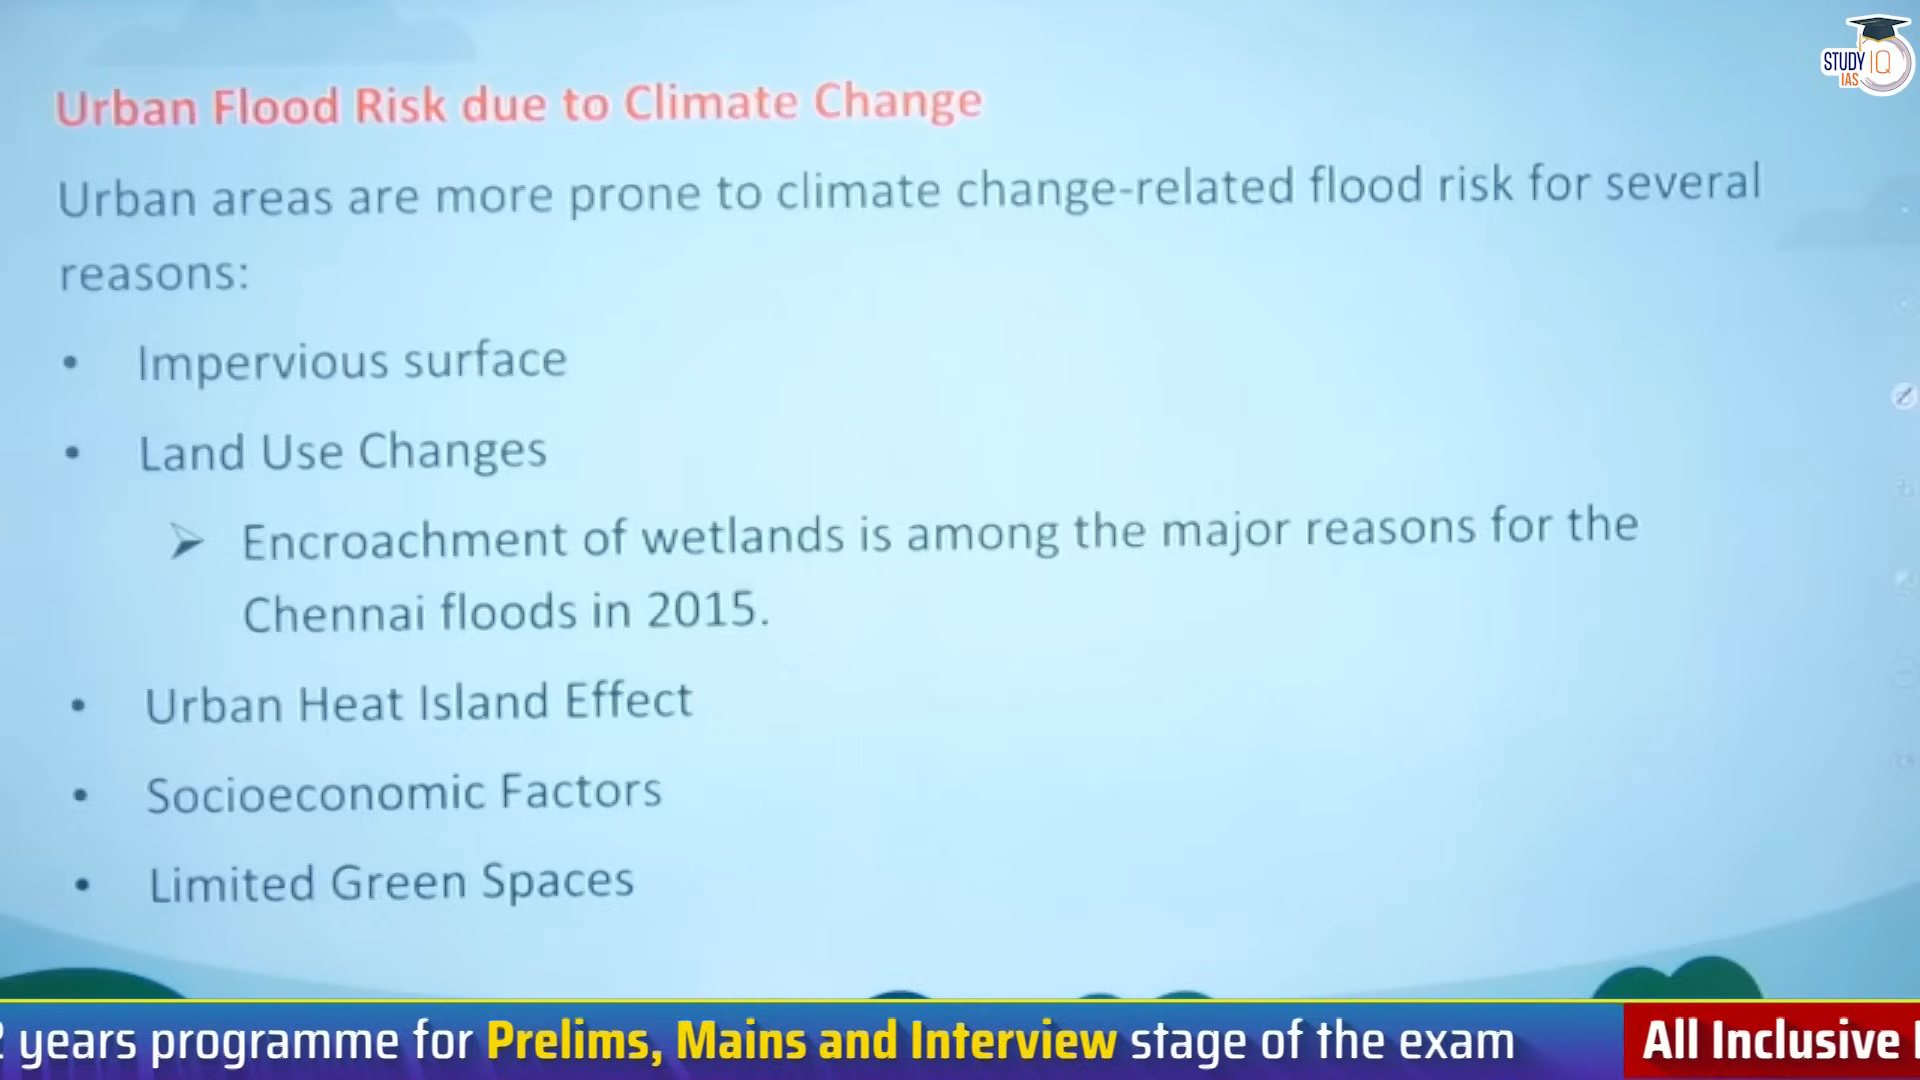 STUDY IQ
IAS
Urban Flood Risk due to Climate Change
Urban areas are more prone to climate change-related flood risk for several
reasons:
• Impervious surface
• Land Use Changes
➢ Encroachment of wetlands is among the major reasons for the
Chennai floods in 2015.
• Urban Heat Island Effect
• Socioeconomic Factors
• Limited Green Spaces
years programme for Prelims, Mains and Interview stage of the exam
All Inclusive